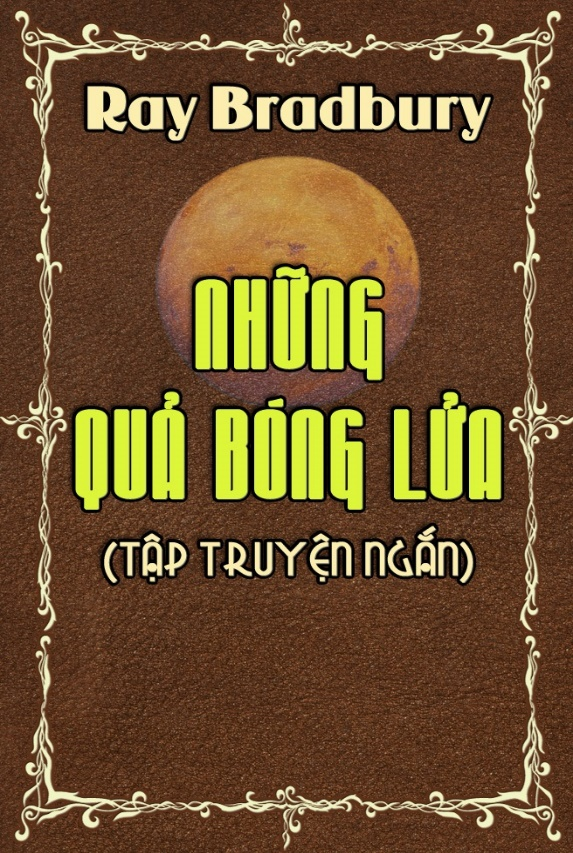 Ray Bradbury
NHỮNG
QUẢ BÓNG LỬA
(TẬP TRUYỆN NGẮN)